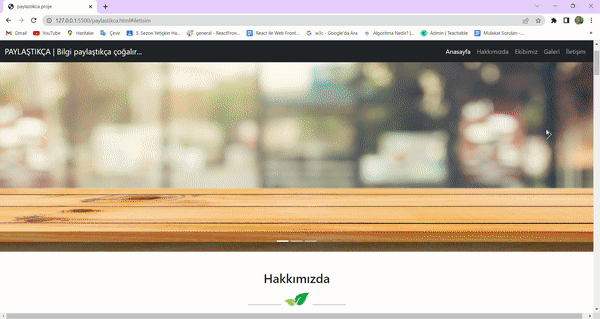 paylastikca proje
127.0.0.1:5500/paylastikca.html#iletisim
Gmail YouTube Haritalar Çevir 3. Sezon Yetişkin Ha... general - ReactFron... React ile Web Front... w3c - Google'da Ara Algoritma Nedir? |... Admin | Teachable Mülakat Soruları -...
PAYLAŞTIKÇA | Bilgi paylaştıkça çoğalır...
Anasayfa Hakkımızda Ekibimiz Galeri İletişim
Hakkımızda